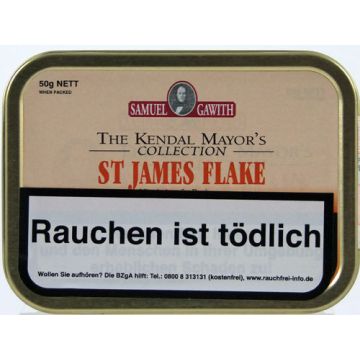 50g NETT
WHEN PACKED
SAMUEL GAWITH
THE KENDAL MAYOR'S
COLLECTION
ST JAMES FLAKE
Rauchen ist tödlich
Wollen Sie aufhören? Die BZgA hilft: Tel.: 0800 8 313131 (kostenfrei), www.rauchfrei-info.de